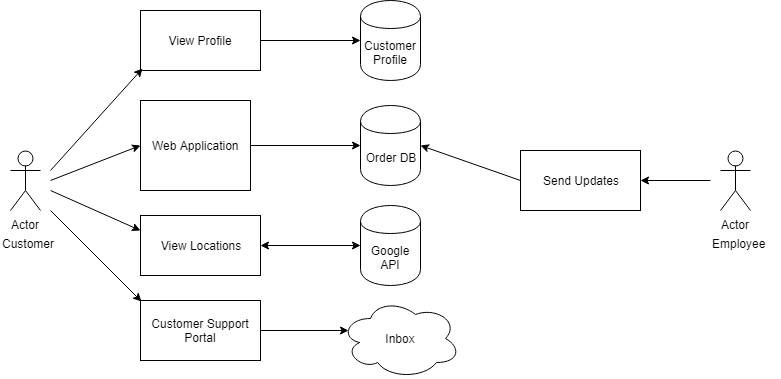 View Profile
Customer
Profile
Web Application
Order DB
Send Updates
Actor
Customer
Actor
Employee
View Locations
Google
API
Customer Support
Portal
Inbox